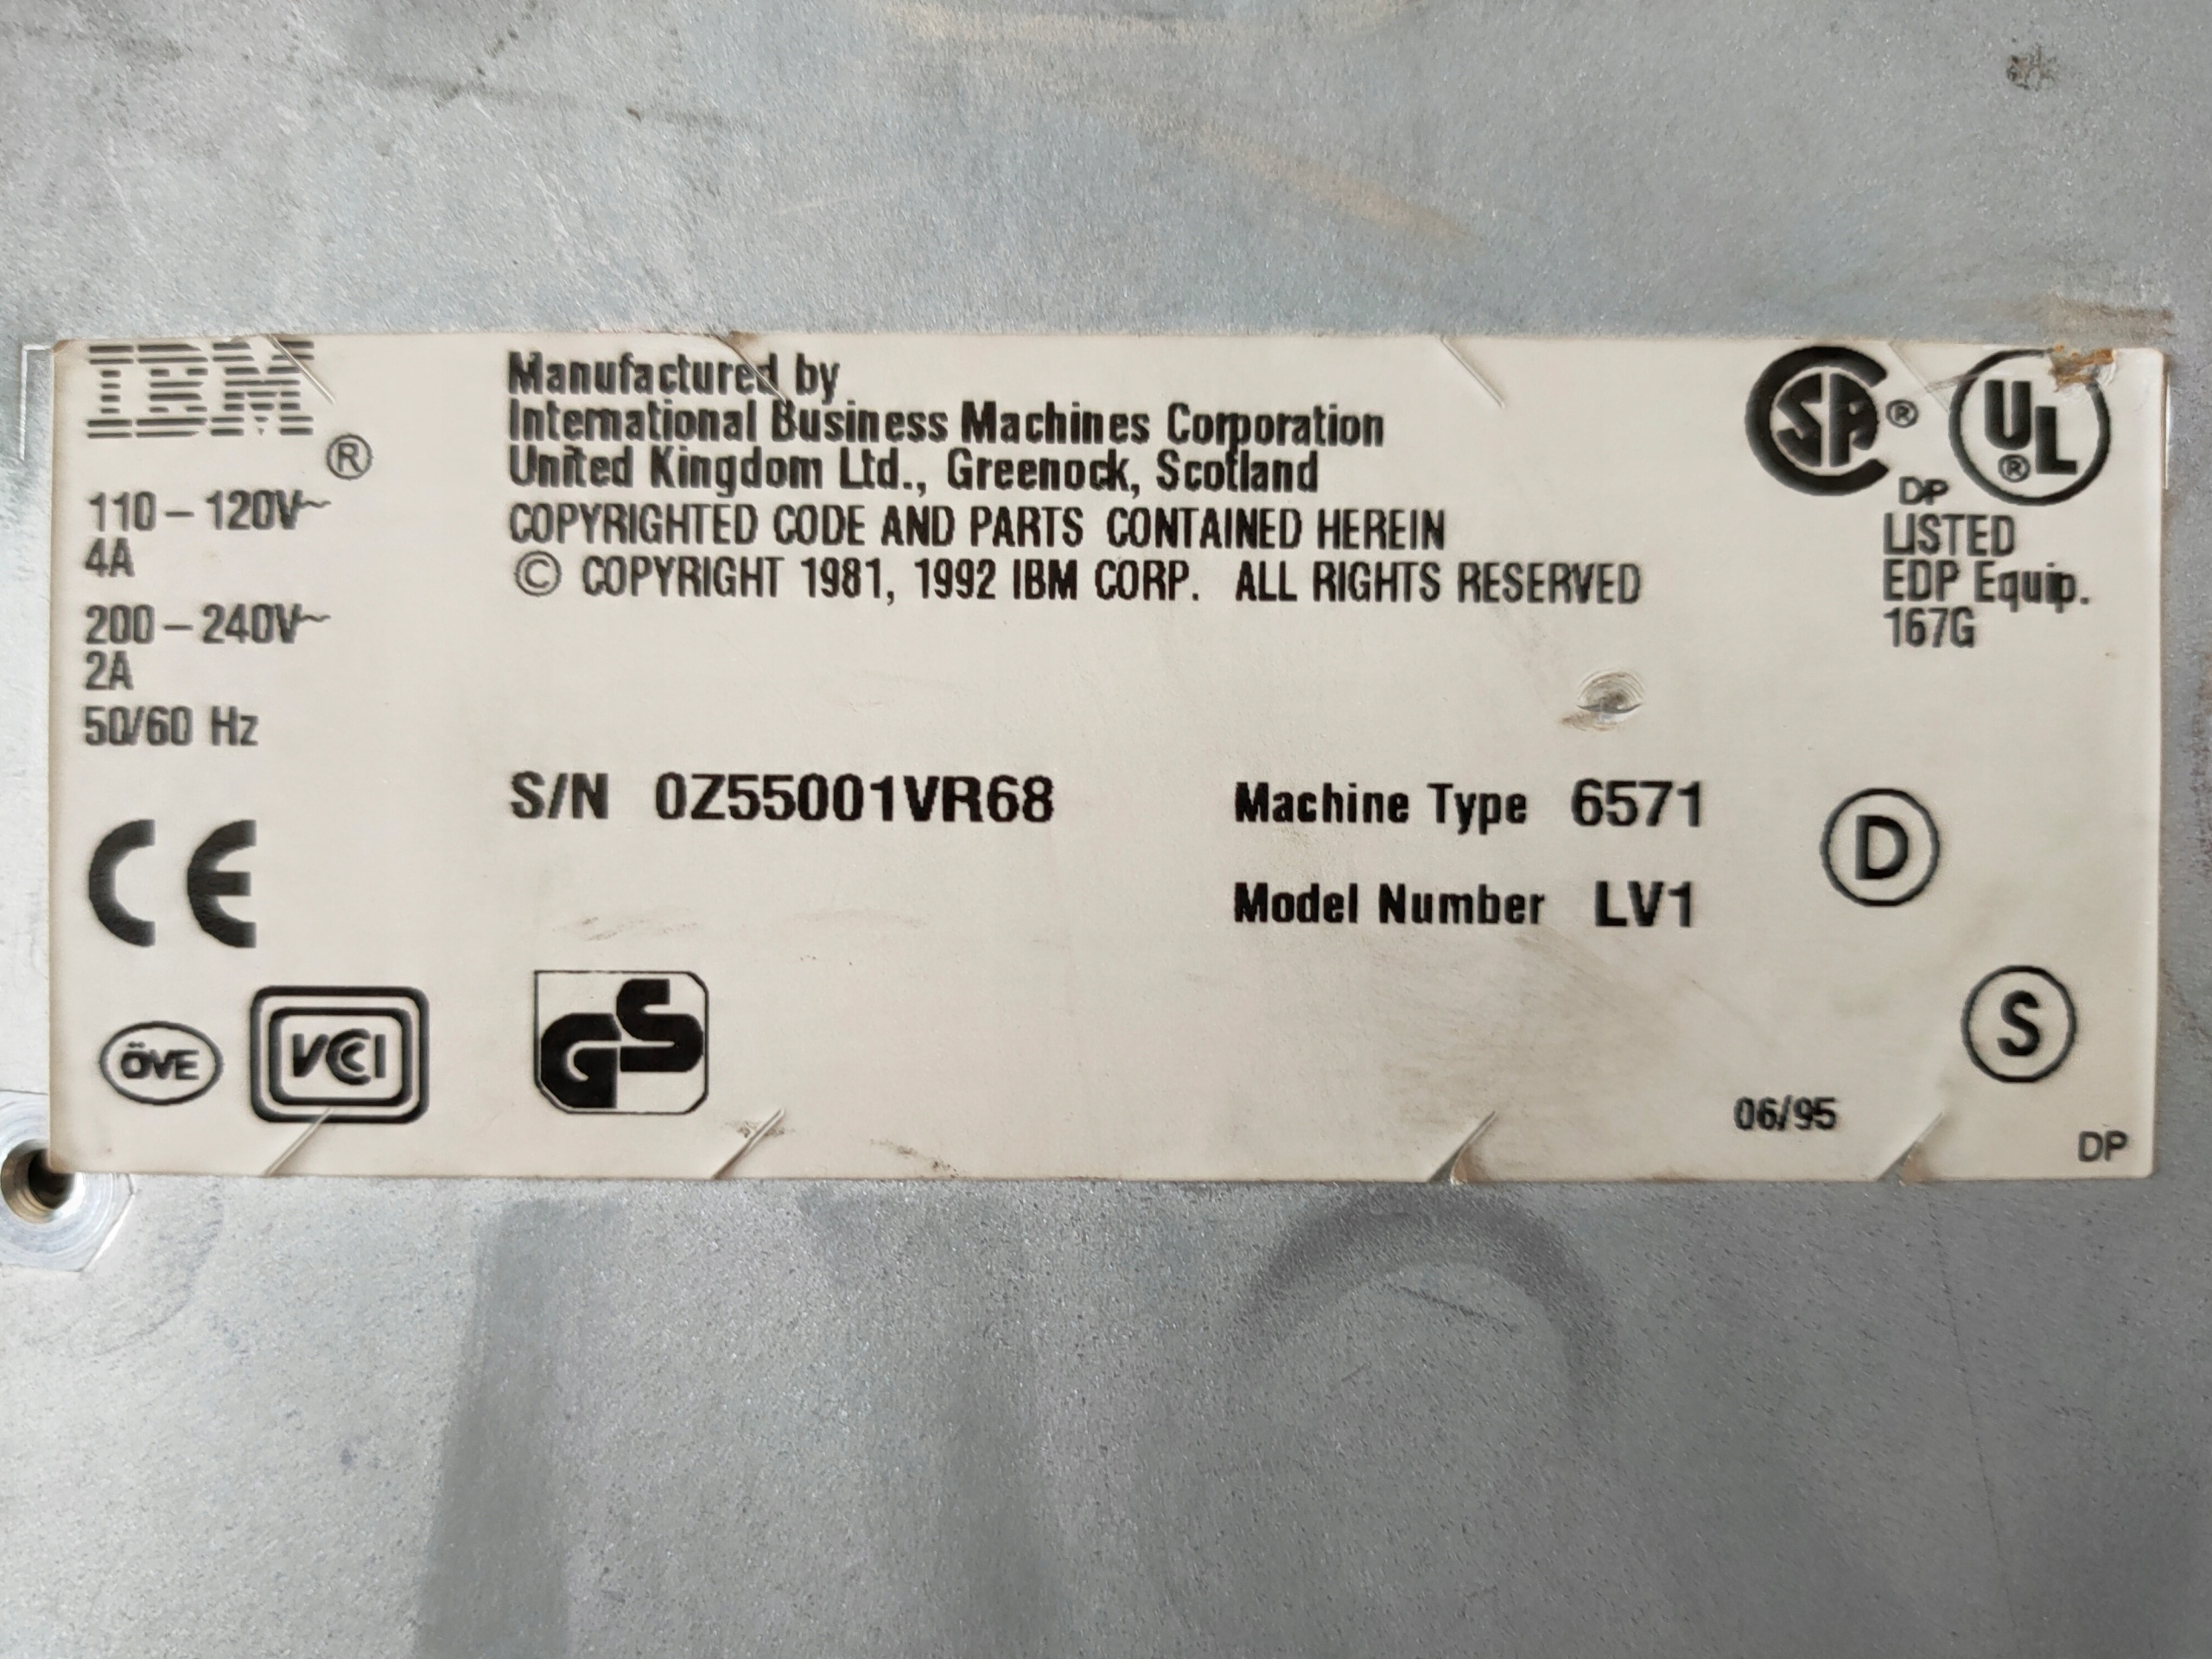 IBM ®
110 – 120V~
4A
200 – 240V~
2A
50/60 Hz
CE
ÖVE
VCCI
Manufactured by
International Business Machines Corporation
United Kingdom Ltd., Greenock, Scotland
COPYRIGHTED CODE AND PARTS CONTAINED HEREIN
© COPYRIGHT 1981, 1992 IBM CORP. ALL RIGHTS RESERVED
S/N 0Z55001VR68
GS
Machine Type 6571
Model Number LV1
SA ®
UL ®
DP
LISTED
EDP Equip.
167G
D
S
06/95
DP